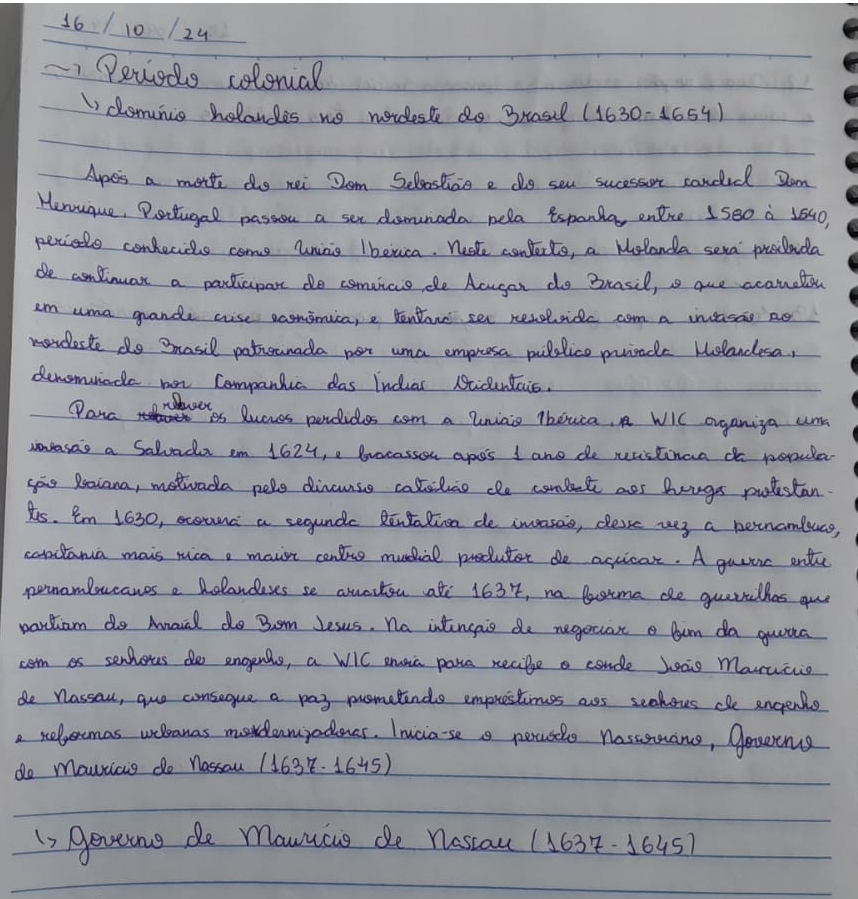 16 / 10 / 24
~> Período colonial
↳ domínio holandês no nordeste do Brasil (1630-1654)
Após a morte do rei Dom Sebastião e do seu sucessor cardeal Dom
Henrique, Portugal passou a ser dominada pela Espanha, entre 1580 à 1640,
período conhecido como União Ibérica. Neste contexto, a Holanda será proibida
de continuar a participar do comércio de Açucar do Brasil, o que acarretou
em uma grande crise econômica, e tentará ser resolvida com a invasão ao
nordeste do Brasil patrocinada por uma empresa público privada Holandesa,
denominada por Companhia das Índias Ocidentais.
Para reaver os lucros perdidos com a União Ibérica, a WIC organiza uma
invasão a Salvador em 1624, e fracassou após 1 ano de resistência da popula-
ção baiana, motivada pelo discurso católico de combate aos hereges protestan-
tes. Em 1630, ocorrerá a segunda tentativa de invasão, dessa vez a pernambuco,
capitania mais rica e maior centro mundial produtor de açúcar. A guerra entre
pernambucanos e holandeses se arrastou até 1637, na forma de guerrilhas que
partiam do Arraial do Bom Jesus. Na intenção de negociar o fim da guerra
com os senhores de engenho, a WIC envia para recife o conde João Maurício
de Nassau, que consegue a paz prometendo empréstimos aos senhores de engenho
e reformas urbanas modernizadoras. Inicia-se o período Nassoviano, Governo
de Maurício de Nassau (1637-1645)
↳ Governo de Maurício de Nassau (1637-1645)